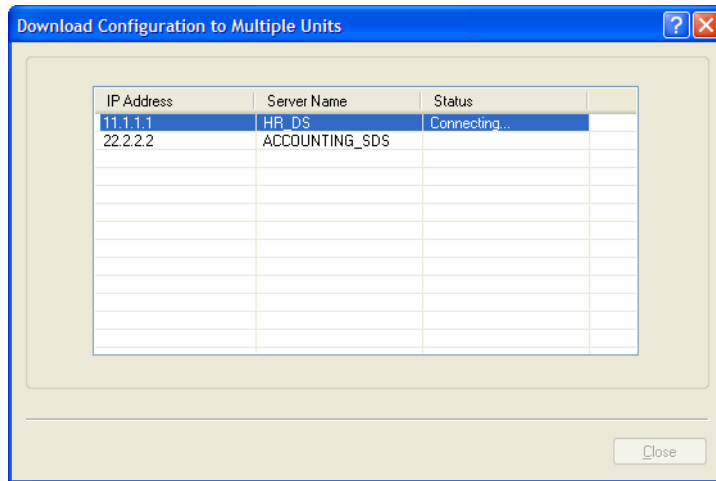 Download Configuration to Multiple Units
IP Address Server Name Status
11.1.1.1 HR_DS Connecting...
22.2.2.2 ACCOUNTING_SDS
Close